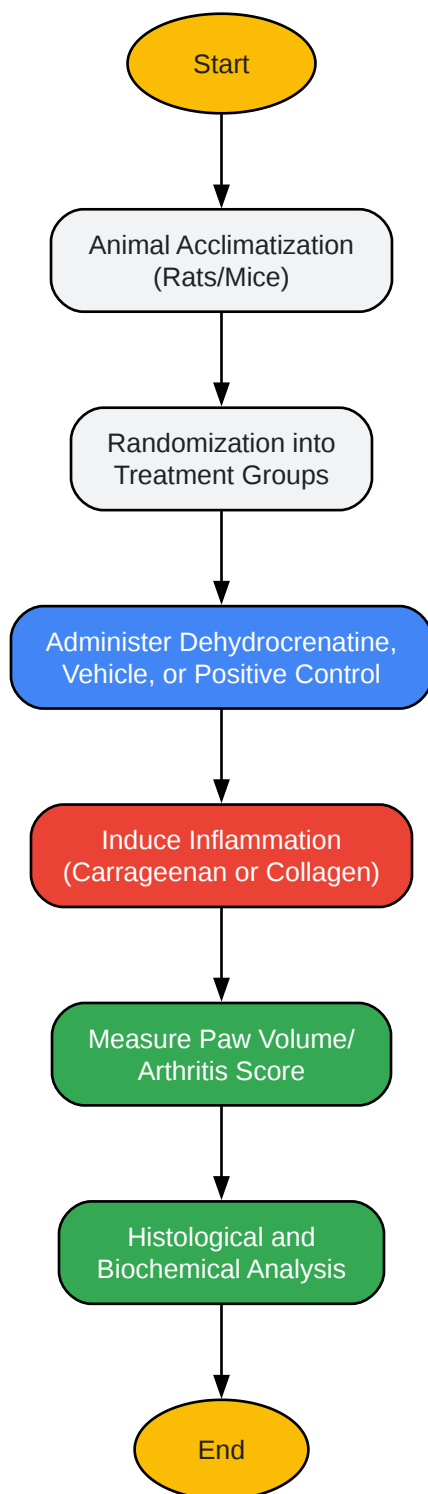 Start
Animal Acclimatization
(Rats/Mice)
Randomization into
Treatment Groups
Administer Dehydrocrenatine,
Vehicle, or Positive Control
Induce Inflammation
(Carrageenan or Collagen)
Measure Paw Volume/
Arthritis Score
Histological and
Biochemical Analysis
End